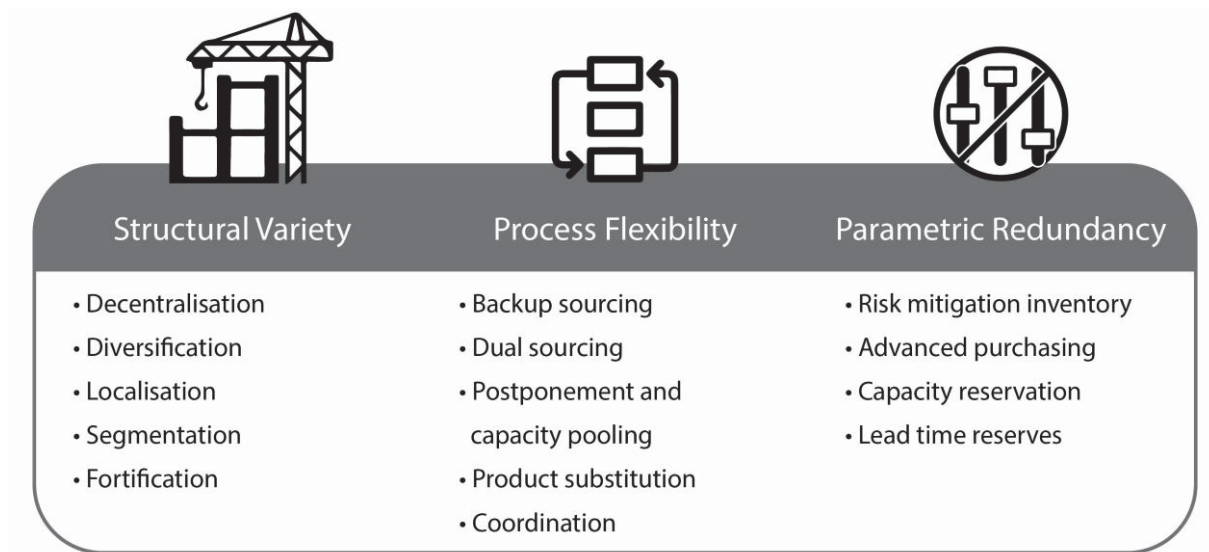 Structural Variety
• Decentralisation
• Diversification
• Localisation
• Segmentation
• Fortification
Process Flexibility
• Backup sourcing
• Dual sourcing
• Postponement and
capacity pooling
• Product substitution
• Coordination
Parametric Redundancy
• Risk mitigation inventory
• Advanced purchasing
• Capacity reservation
• Lead time reserves